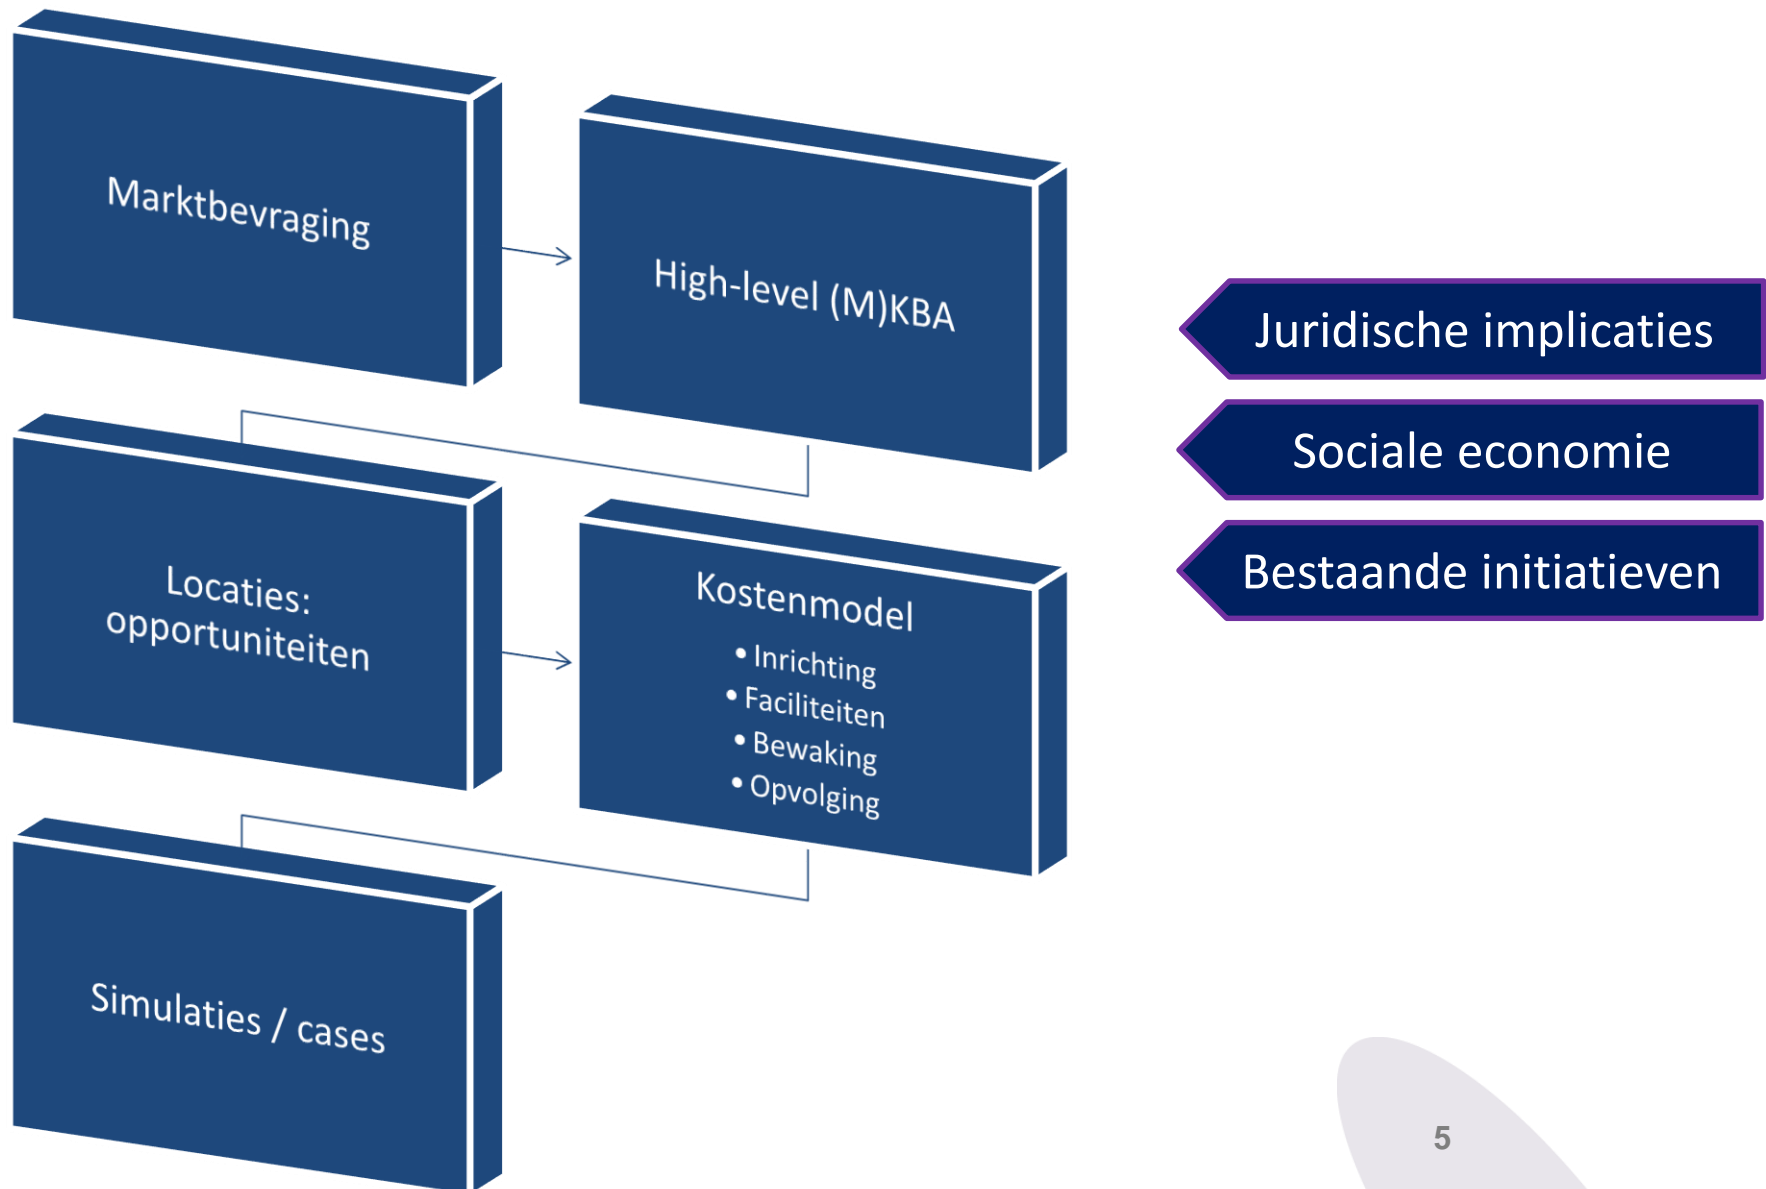 Marktbevraging
High-level (M)KBA
Locaties:
opportuniteiten
Kostenmodel
• Inrichting
• Faciliteiten
• Bewaking
• Opvolging
Simulaties / cases
Juridische implicaties
Sociale economie
Bestaande initiatieven
5